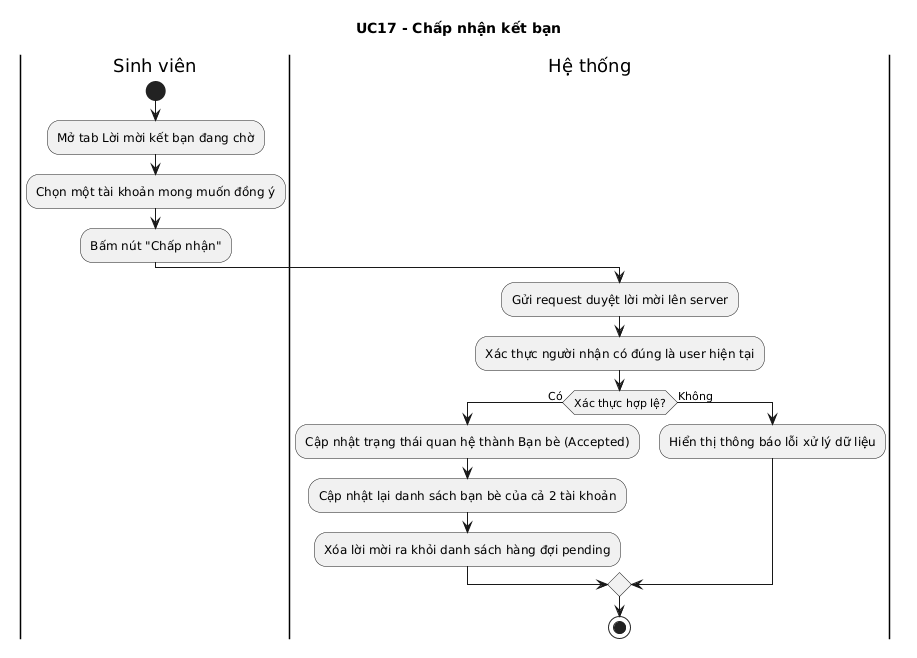 UC17 - Chấp nhận kết bạn
Sinh viên
Hệ thống
Mở tab Lời mời kết bạn đang chờ
Chọn một tài khoản mong muốn đồng ý
Bấm nút "Chấp nhận"
Gửi request duyệt lời mời lên server
Xác thực người nhận có đúng là user hiện tại
Có
Xác thực hợp lệ?
Không
Cập nhật trạng thái quan hệ thành Bạn bè (Accepted)
Hiển thị thông báo lỗi xử lý dữ liệu
Cập nhật lại danh sách bạn bè của cả 2 tài khoản
Xóa lời mời ra khỏi danh sách hàng đợi pending